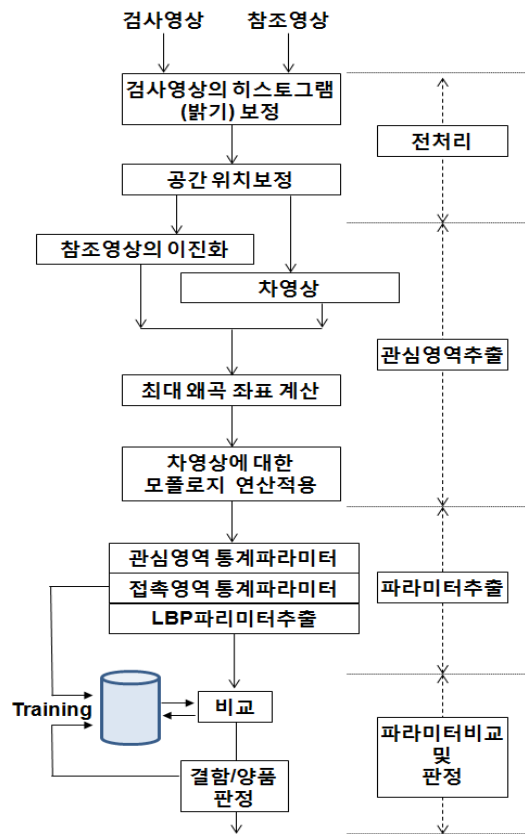 검사영상
참조영상
검사영상의 히스토그램
(밝기) 보정
전처리
공간 위치보정
참조영상의 이진화
차영상
관심영역추출
최대 왜곡 좌표 계산
차영상에 대한
모폴로지 연산적용
관심영역 통계파라미터
접촉영역 통계파라미터
LBP파리미터추출
파라미터추출
Training
비교
파라미터비교
및
판정
결함/양품
판정